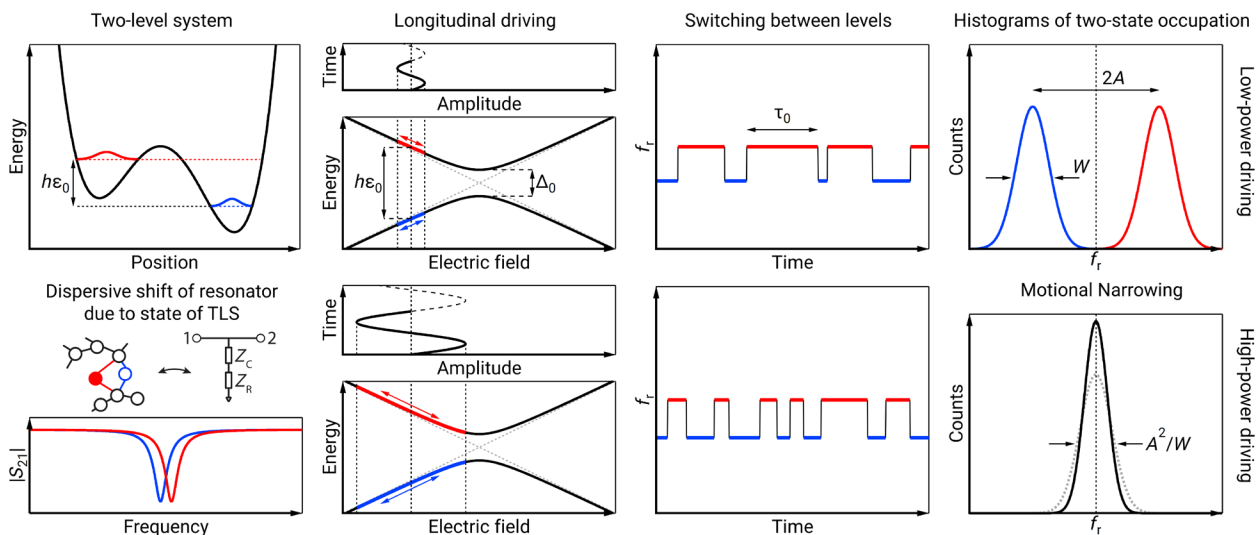 Two-level system
Longitudinal driving
Switching between levels
Histograms of two-state occupation
Energy
hε₀
Position
Time
Amplitude
Energy
hε₀
Δ₀
Electric field
fᵣ
τ₀
Time
Counts
2A
W
fᵣ
Low-power driving
Dispersive shift of resonator
due to state of TLS
1
2
Z_C
Z_R
|S₂₁|
Frequency
Time
Amplitude
Energy
Electric field
fᵣ
Time
Motional Narrowing
Counts
A²/W
fᵣ
High-power driving